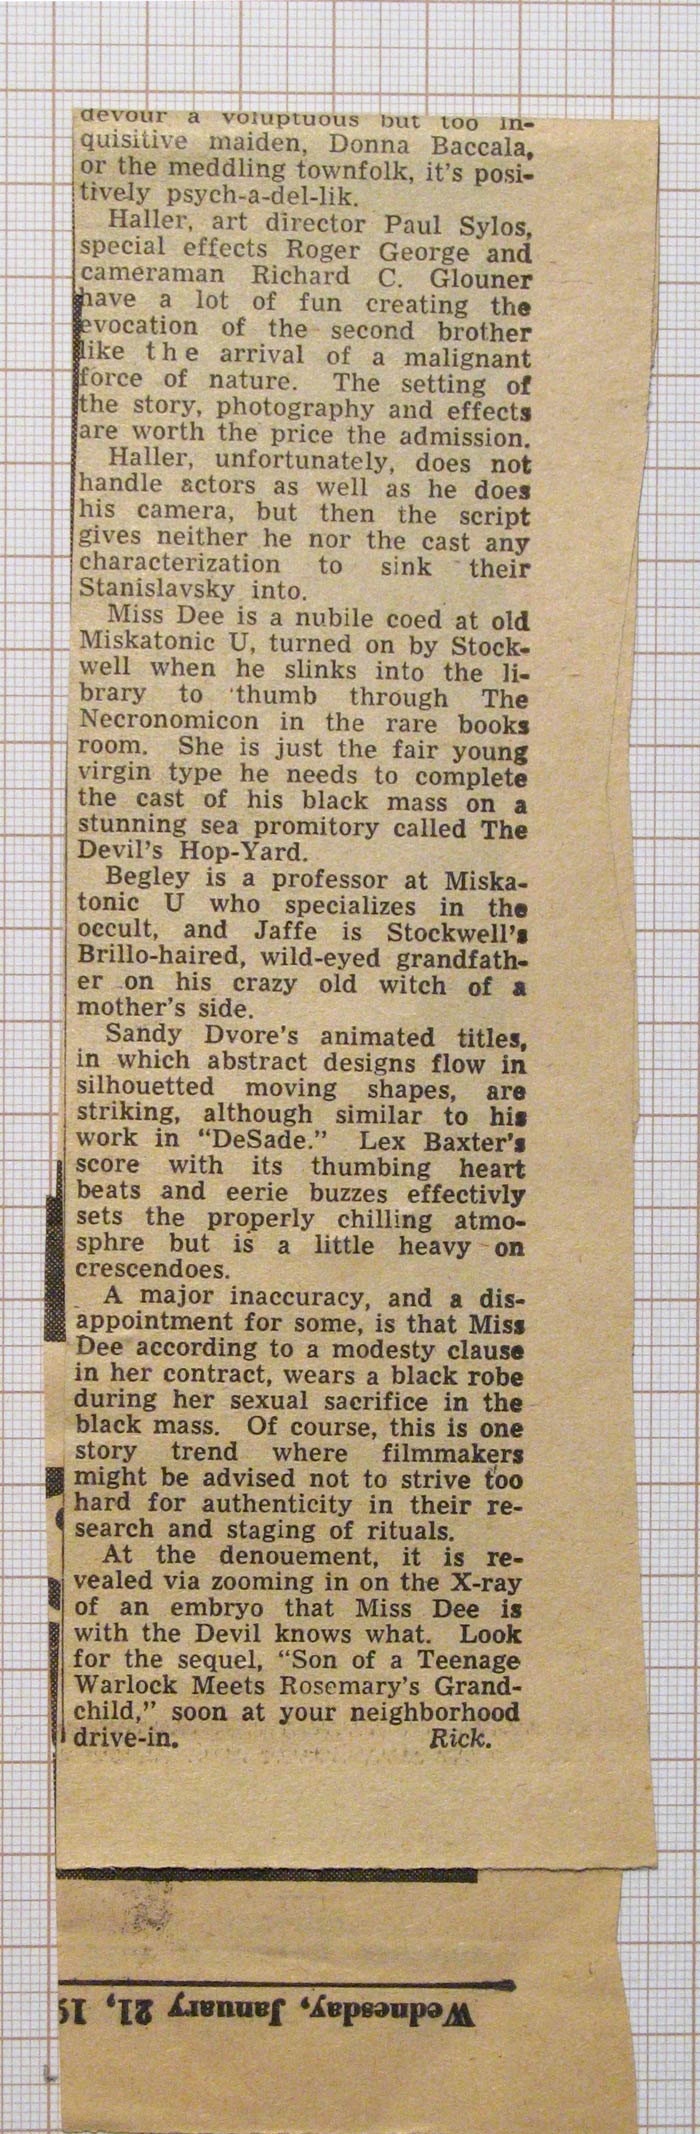 devour a voluptuous but too in-
quisitive maiden, Donna Baccala,
or the meddling townfolk, it's posi-
tively psych-a-del-lik.
Haller, art director Paul Sylos,
special effects Roger George and
cameraman Richard C. Glouner
have a lot of fun creating the
evocation of the second brother
like the arrival of a malignant
force of nature. The setting of
the story, photography and effects
are worth the price the admission.
Haller, unfortunately, does not
handle actors as well as he does
his camera, but then the script
gives neither he nor the cast any
characterization to sink their
Stanislavsky into.
Miss Dee is a nubile coed at old
Miskatonic U, turned on by Stock-
well when he slinks into the li-
brary to thumb through The
Necronomicon in the rare books
room. She is just the fair young
virgin type he needs to complete
the cast of his black mass on a
stunning sea promitory called The
Devil's Hop-Yard.
Begley is a professor at Miska-
tonic U who specializes in the
occult, and Jaffe is Stockwell's
Brillo-haired, wild-eyed grandfath-
er on his crazy old witch of a
mother's side.
Sandy Dvore's animated titles,
in which abstract designs flow in
silhouetted moving shapes, are
striking, although similar to his
work in "DeSade." Lex Baxter's
score with its thumbing heart
beats and eerie buzzes effectivly
sets the properly chilling atmo-
sphre but is a little heavy on
crescendoes.
A major inaccuracy, and a dis-
appointment for some, is that Miss
Dee according to a modesty clause
in her contract, wears a black robe
during her sexual sacrifice in the
black mass. Of course, this is one
story trend where filmmakers
might be advised not to strive too
hard for authenticity in their re-
search and staging of rituals.
At the denouement, it is re-
vealed via zooming in on the X-ray
of an embryo that Miss Dee is
with the Devil knows what. Look
for the sequel, "Son of a Teenage
Warlock Meets Rosemary's Grand-
child," soon at your neighborhood
drive-in. Rick.
Wednesday, January 21, 19